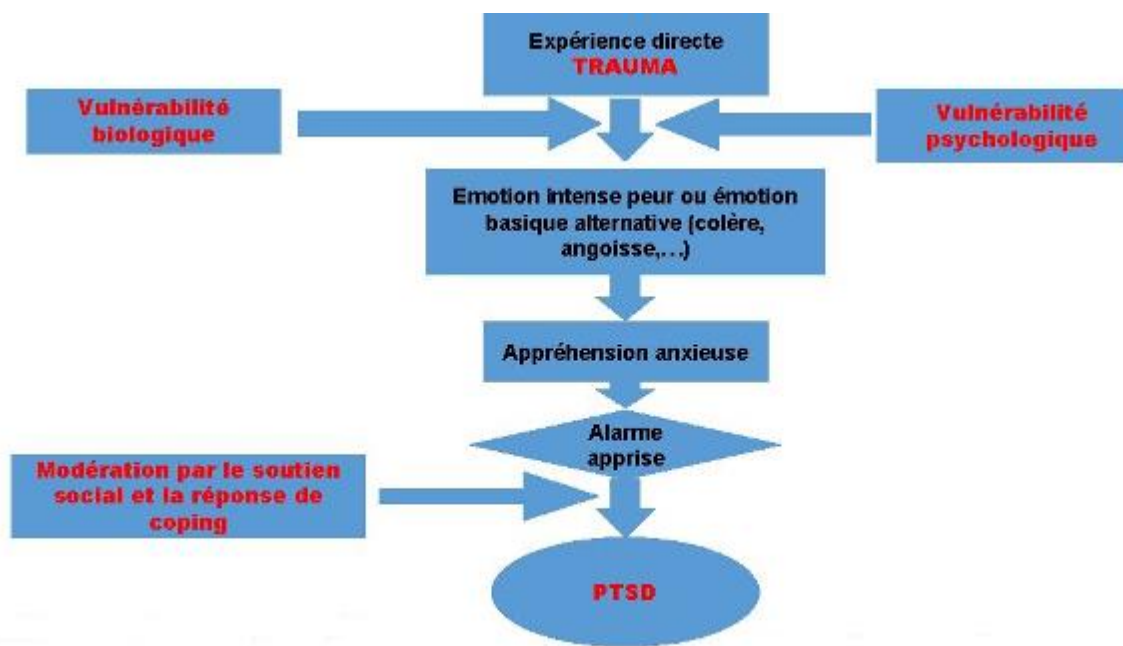 Expérience directe
TRAUMA
Vulnérabilité
biologique
Vulnérabilité
psychologique
Emotion intense peur ou émotion
basique alternative (colère,
angoisse,…)
Appréhension anxieuse
Alarme
apprise
Modération par le soutien
social et la réponse de
coping
PTSD